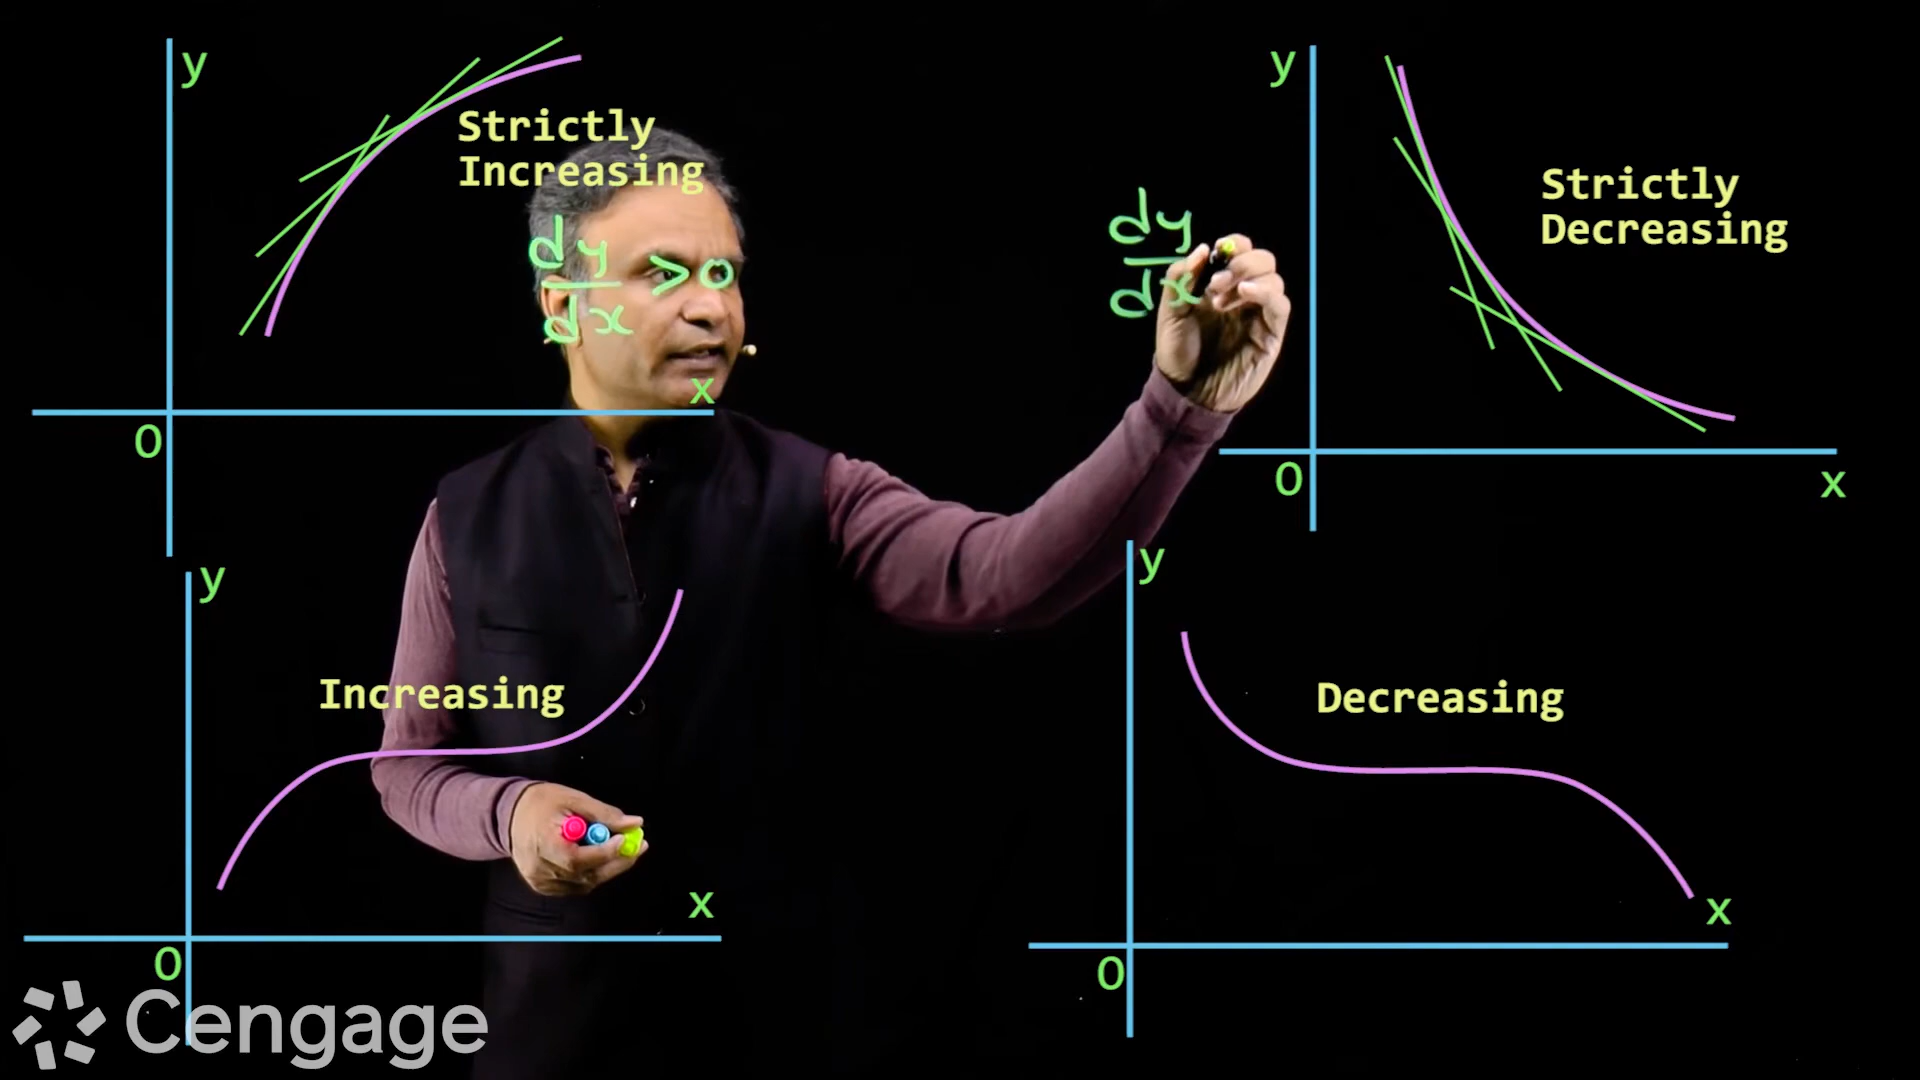 y
Strictly
Increasing
dy/dx > 0
x
O
y
Strictly
Decreasing
dy/dx
O
x
y
Increasing
x
O
y
Decreasing
x
O
Cengage